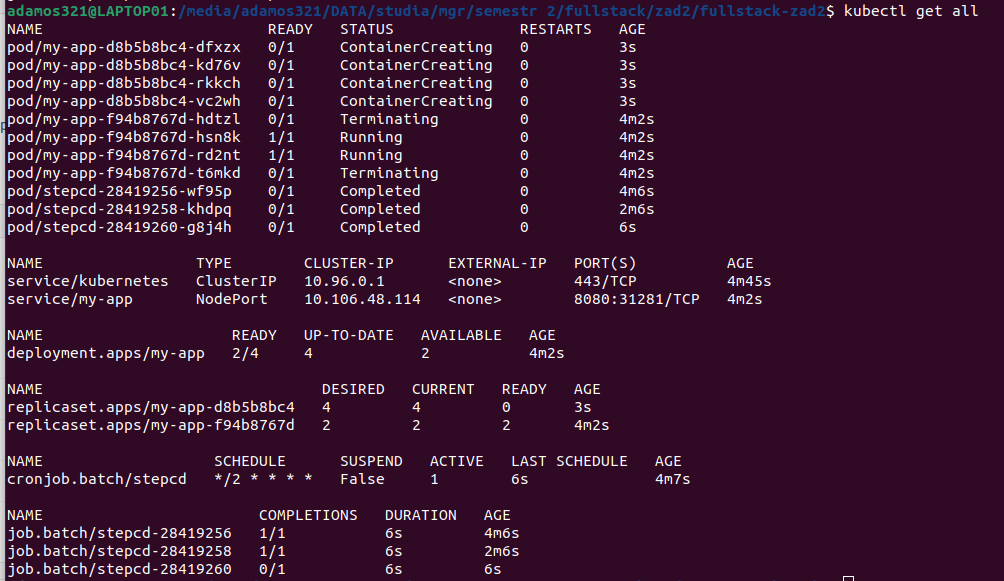 adamos321@LAPTOP01:/media/adamos321/DATA/studia/mgr/semestr 2/fullstack/zad2/fullstack-zad2$ kubectl get all
NAME READY STATUS RESTARTS AGE
pod/my-app-d8b5b8bc4-dfxzx 0/1 ContainerCreating 0 3s
pod/my-app-d8b5b8bc4-kd76v 0/1 ContainerCreating 0 3s
pod/my-app-d8b5b8bc4-rkkch 0/1 ContainerCreating 0 3s
pod/my-app-d8b5b8bc4-vc2wh 0/1 ContainerCreating 0 3s
pod/my-app-f94b8767d-hdtzl 0/1 Terminating 0 4m2s
pod/my-app-f94b8767d-hsn8k 1/1 Running 0 4m2s
pod/my-app-f94b8767d-rd2nt 1/1 Running 0 4m2s
pod/my-app-f94b8767d-t6mkd 0/1 Terminating 0 4m2s
pod/stepcd-28419256-wf95p 0/1 Completed 0 4m6s
pod/stepcd-28419258-khdpq 0/1 Completed 0 2m6s
pod/stepcd-28419260-g8j4h 0/1 Completed 0 6s
NAME TYPE CLUSTER-IP EXTERNAL-IP PORT(S) AGE
service/kubernetes ClusterIP 10.96.0.1 <none> 443/TCP 4m45s
service/my-app NodePort 10.106.48.114 <none> 8080:31281/TCP 4m2s
NAME READY UP-TO-DATE AVAILABLE AGE
deployment.apps/my-app 2/4 4 2 4m2s
NAME DESIRED CURRENT READY AGE
replicaset.apps/my-app-d8b5b8bc4 4 4 0 3s
replicaset.apps/my-app-f94b8767d 2 2 2 4m2s
NAME SCHEDULE SUSPEND ACTIVE LAST SCHEDULE AGE
cronjob.batch/stepcd */2 * * * * False 1 6s 4m7s
NAME COMPLETIONS DURATION AGE
job.batch/stepcd-28419256 1/1 6s 4m6s
job.batch/stepcd-28419258 1/1 6s 2m6s
job.batch/stepcd-28419260 0/1 6s 6s